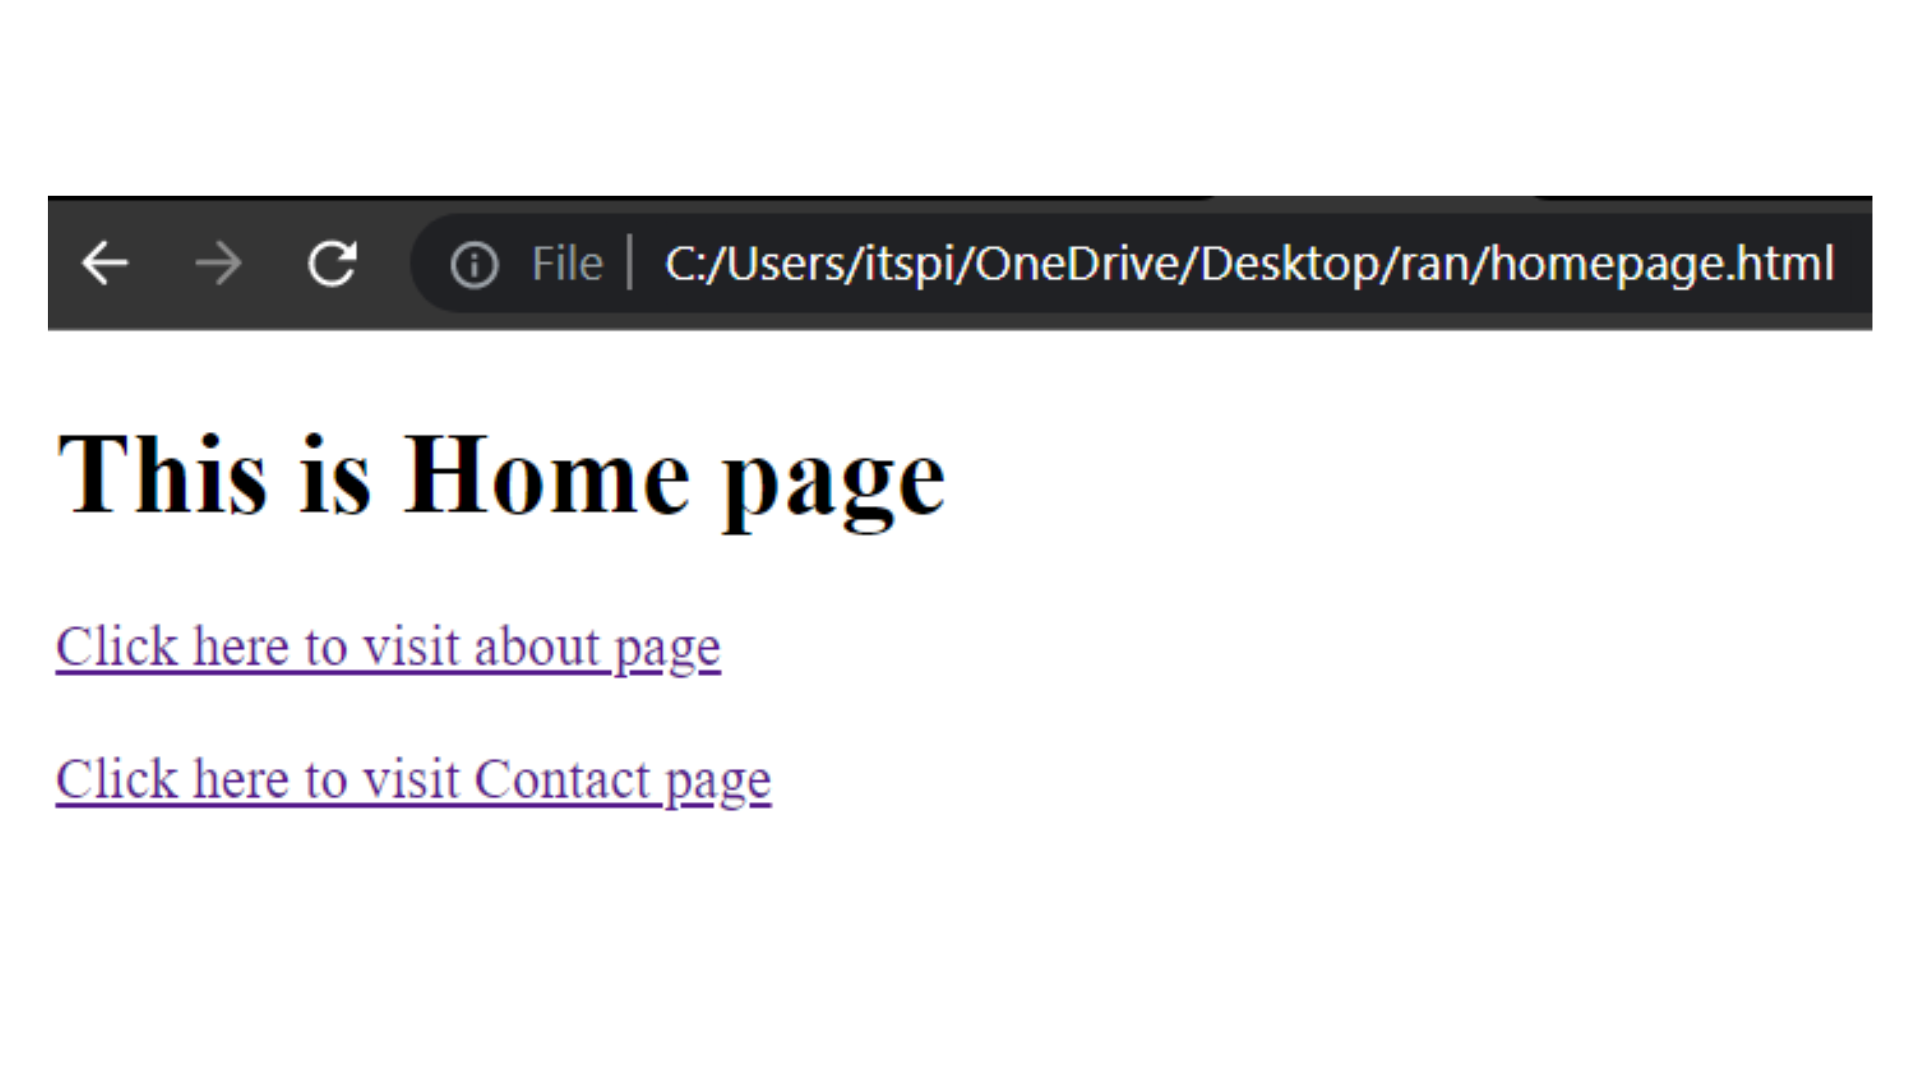 File | C:/Users/itspi/OneDrive/Desktop/ran/homepage.html
This is Home page
Click here to visit about page
Click here to visit Contact page